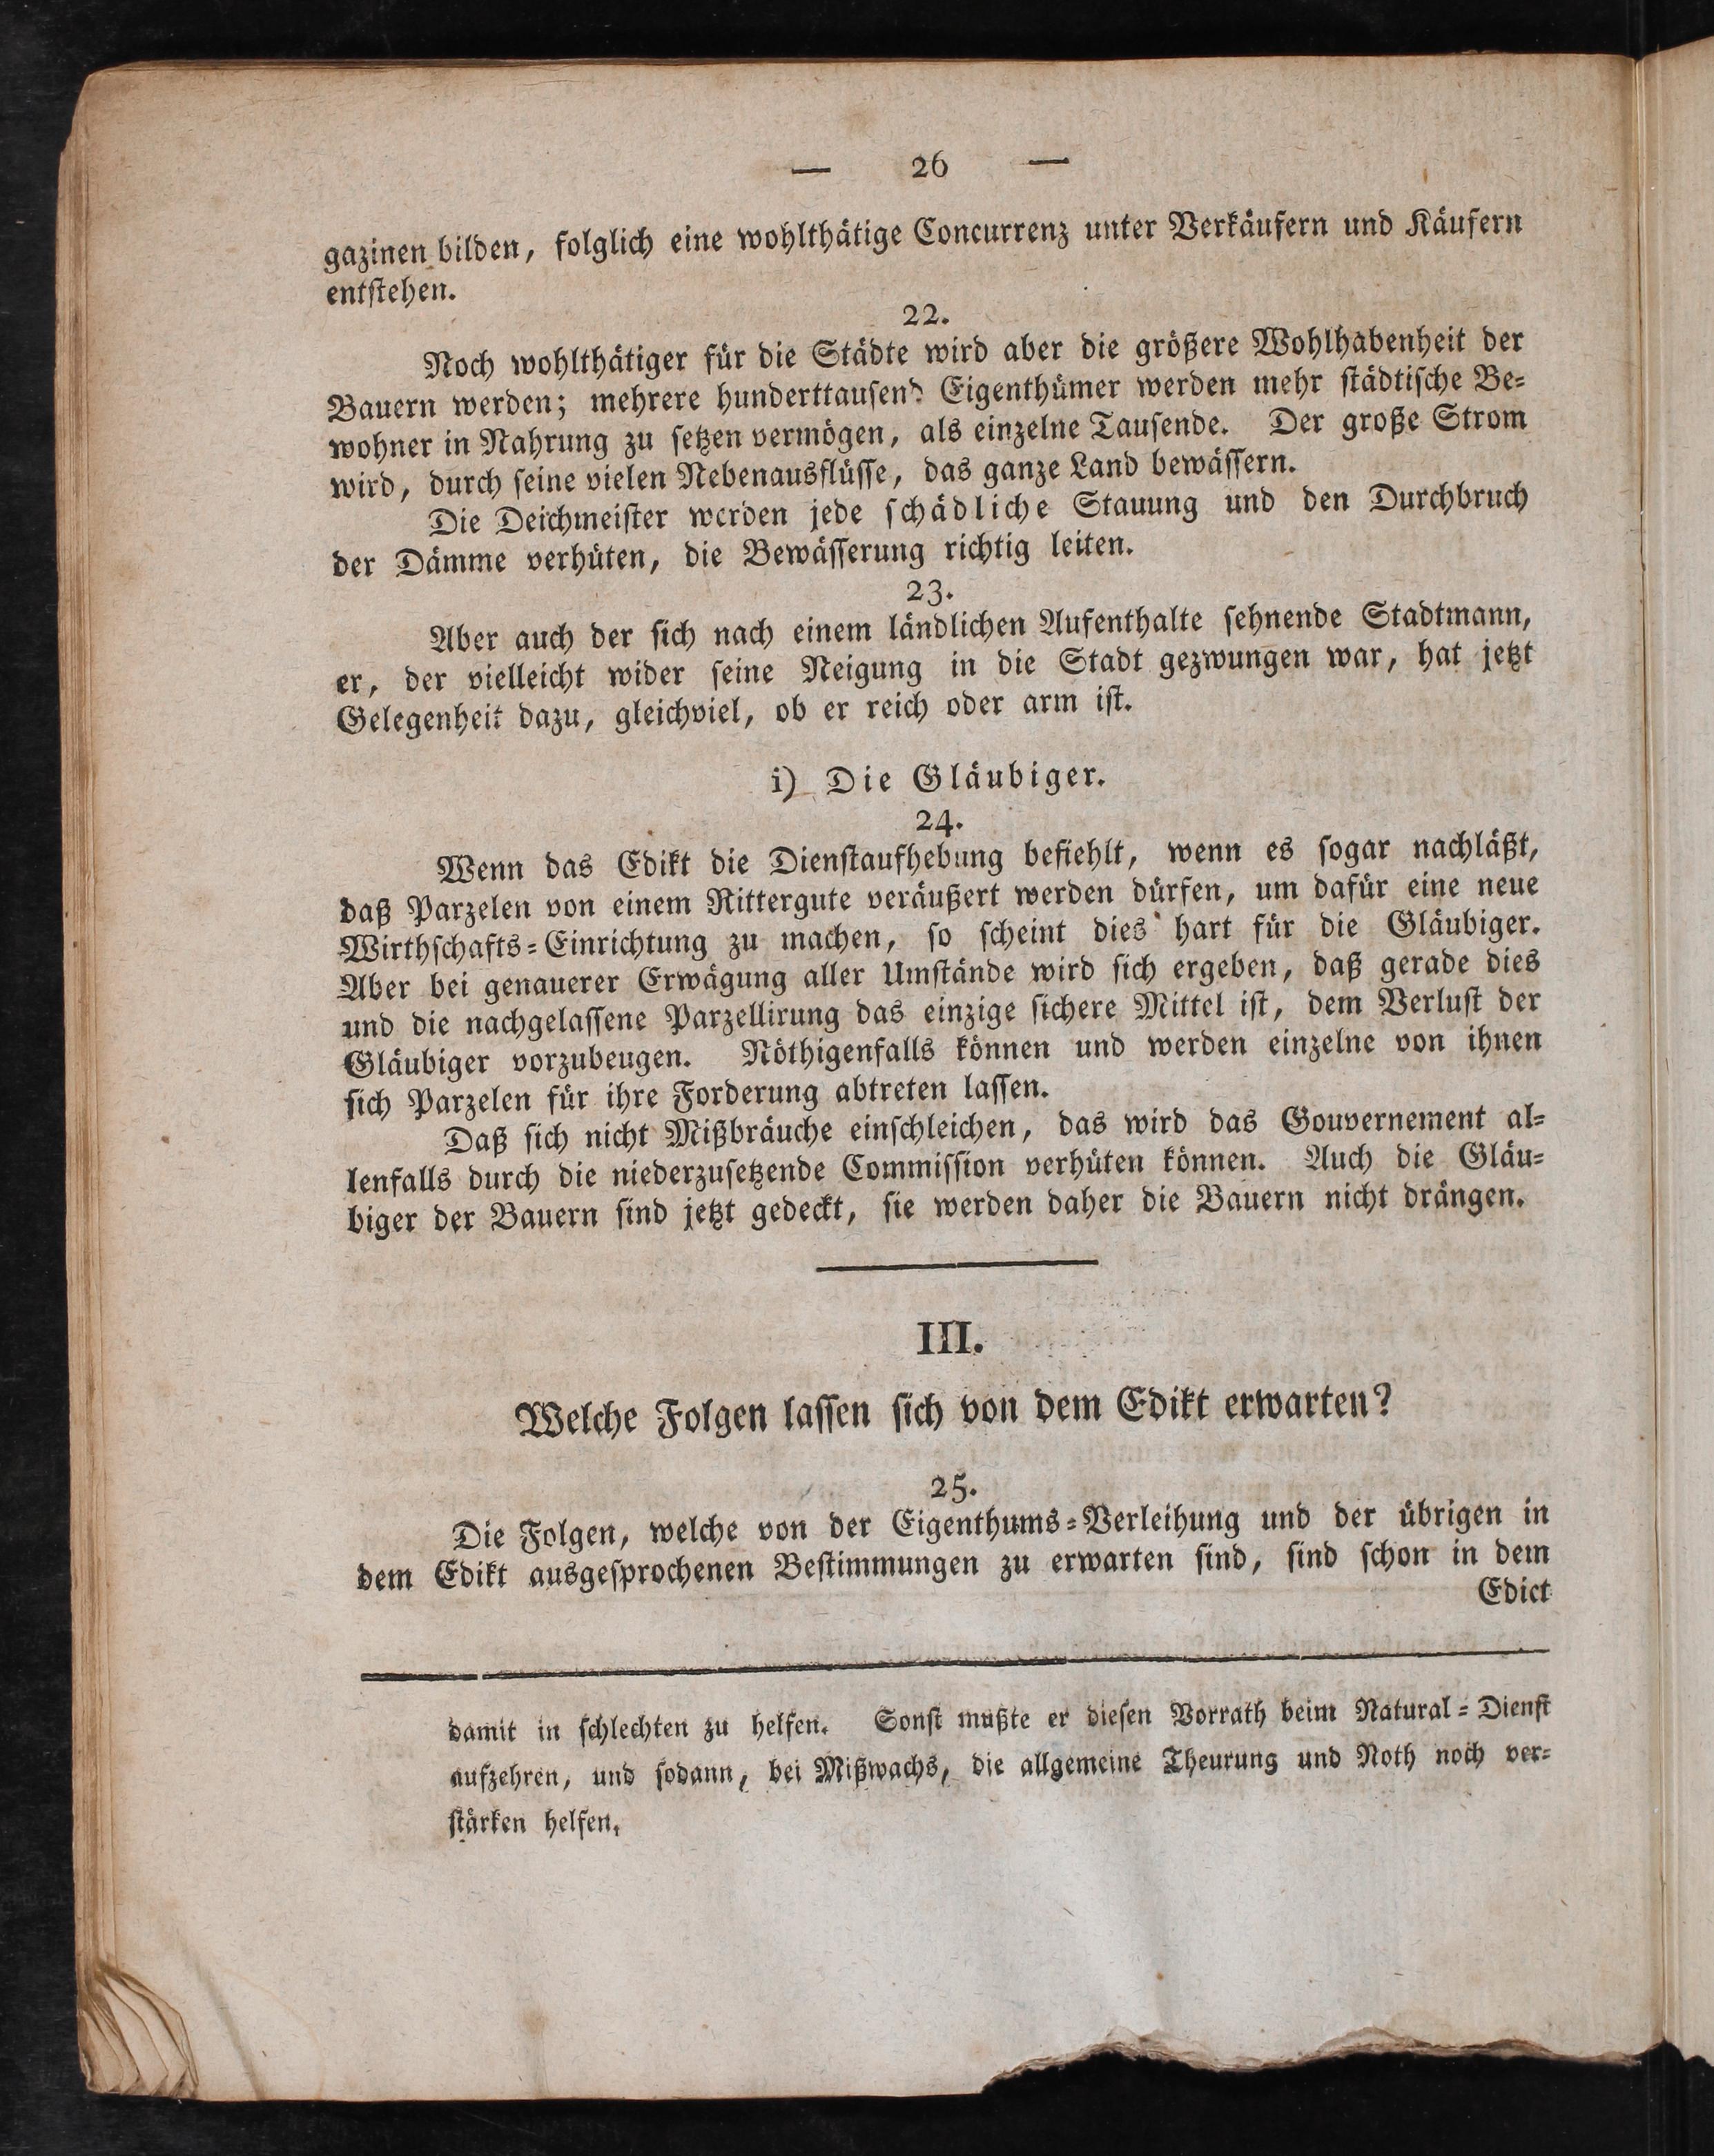 — 26 —
gazinen bilden, folglich eine wohlthätige Concurrenz unter Verkäufern und Käufern
entstehen.
22.
Noch wohlthätiger für die Städte wird aber die größere Wohlhabenheit der
Bauern werden; mehrere hunderttausend Eigenthümer werden mehr städtische Be-
wohner in Nahrung zu setzen vermögen, als einzelne Tausende. Der große Strom
wird, durch seine vielen Nebenausflüsse, das ganze Land bewässern.
Die Deichmeister werden jede schädliche Stauung und den Durchbruch
der Dämme verhüten, die Bewässerung richtig leiten.
23.
Aber auch der sich nach einem ländlichen Aufenthalte sehnende Stadtmann,
er, der vielleicht wider seine Neigung in die Stadt gezwungen war, hat jetzt
Gelegenheit dazu, gleichviel, ob er reich oder arm ist.
i) Die Gläubiger.
24.
Wenn das Edikt die Dienstaufhebung befiehlt, wenn es sogar nachläßt,
daß Parzelen von einem Rittergute veräußert werden dürfen, um dafür eine neue
Wirthschafts-Einrichtung zu machen, so scheint dies hart für die Gläubiger.
Aber bei genauerer Erwägung aller Umstände wird sich ergeben, daß gerade dies
und die nachgelassene Parzellirung das einzige sichere Mittel ist, dem Verlust der
Gläubiger vorzubeugen. Nöthigenfalls können und werden einzelne von ihnen
sich Parzelen für ihre Forderung abtreten lassen.
Daß sich nicht Mißbräuche einschleichen, das wird das Gouvernement al-
lenfalls durch die niederzusetzende Commission verhüten können. Auch die Gläu-
biger der Bauern sind jetzt gedeckt, sie werden daher die Bauern nicht drängen.
III.
Welche Folgen lassen sich von dem Edikt erwarten?
25.
Die Folgen, welche von der Eigenthums-Verleihung und der übrigen in
dem Edikt ausgesprochenen Bestimmungen zu erwarten sind, sind schon in dem
Edict
damit in schlechten zu helfen. Sonst mußte er diesen Vorrath beim Natural-Dienst
aufzehren, und sodann, bei Mißwachs, die allgemeine Theurung und Noth noch ver-
stärken helfen.